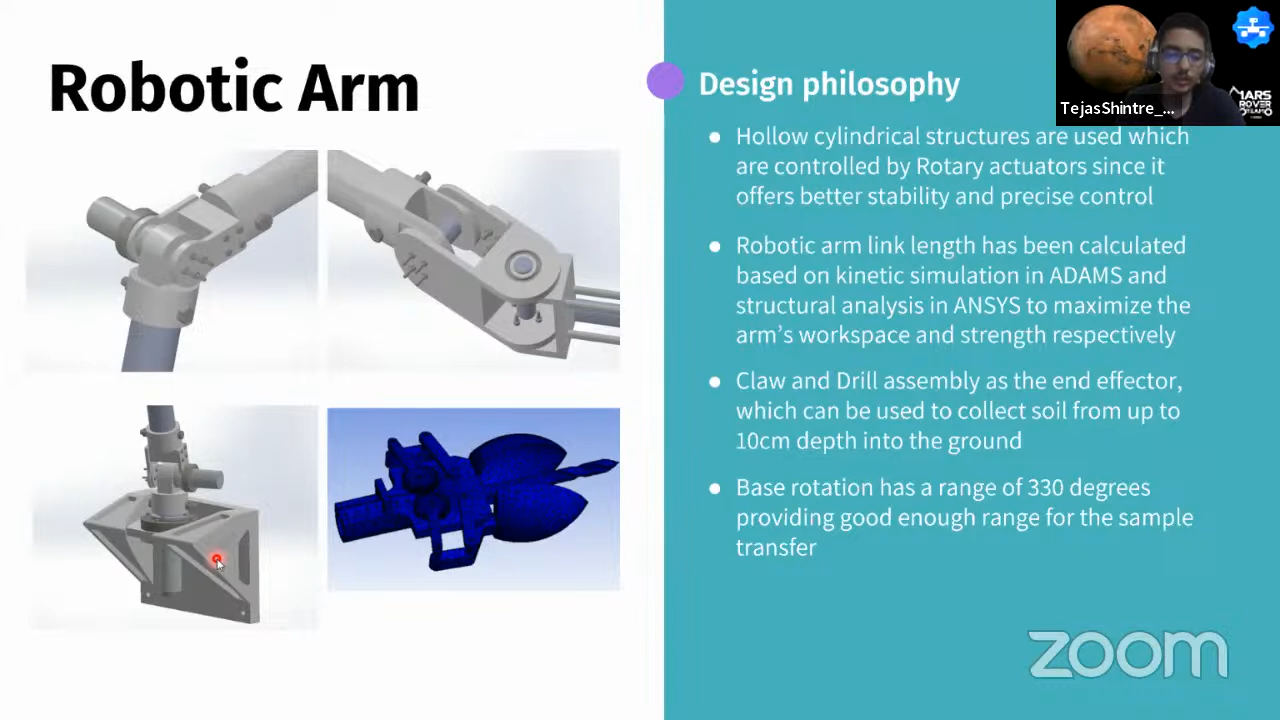 Robotic Arm
Design philosophy
TejasShintre_...
MARS
ROVER
Hollow cylindrical structures are used which
are controlled by Rotary actuators since it
offers better stability and precise control
Robotic arm link length has been calculated
based on kinetic simulation in ADAMS and
structural analysis in ANSYS to maximize the
arm's workspace and strength respectively
Claw and Drill assembly as the end effector,
which can be used to collect soil from up to
10cm depth into the ground
Base rotation has a range of 330 degrees
providing good enough range for the sample
transfer
zoom